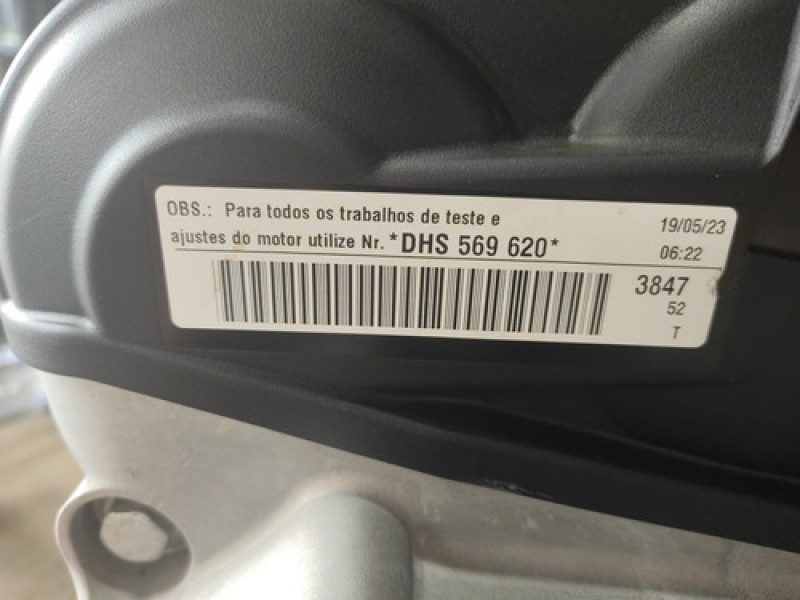 OBS.: Para todos os trabalhos de teste e
ajustes do motor utilize Nr. *DHS 569 620*
19/05/23
06:22
3847
52
T